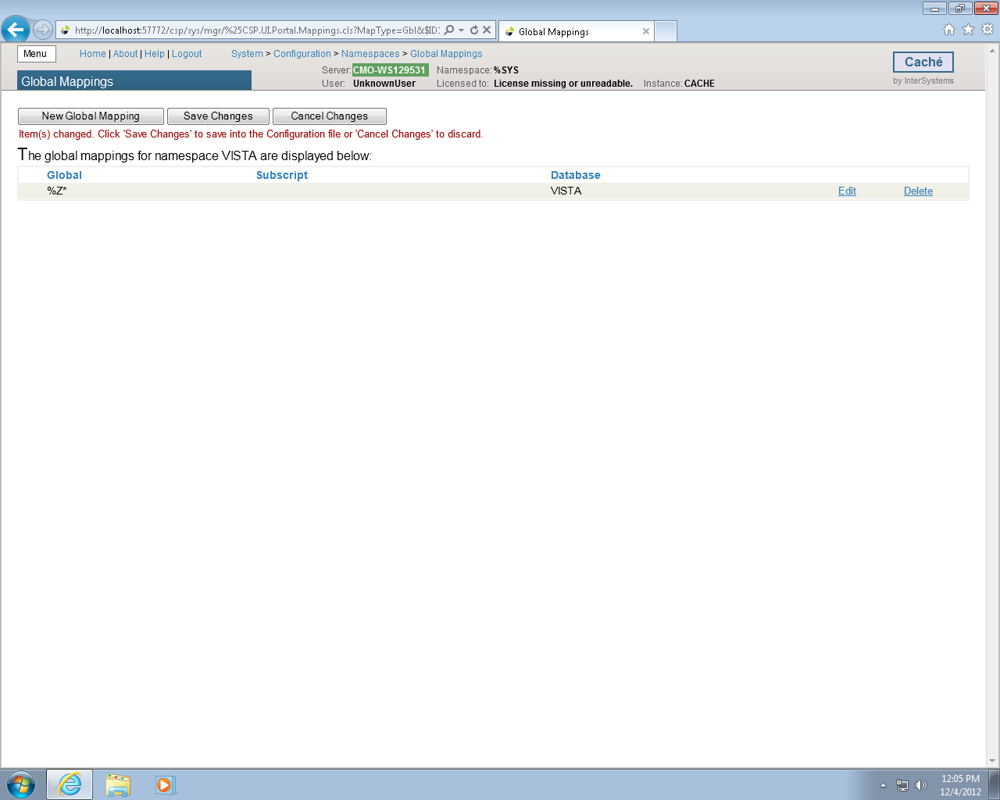 http://localhost:57772/csp/sys/mgr/%25CSP.UI.Portal.Mappings.cls?MapType=Gbl&$ID:
Global Mappings
Menu
Home | About | Help | Logout
System > Configuration > Namespaces > Global Mappings
Server: CMO-WS129531 Namespace: %SYS
User: UnknownUser Licensed to: License missing or unreadable. Instance: CACHE
Global Mappings
Caché
by InterSystems
New Global Mapping Save Changes Cancel Changes
Item(s) changed. Click 'Save Changes' to save into the Configuration file or 'Cancel Changes' to discard.
The global mappings for namespace VISTA are displayed below:
Global Subscript Database
%Z* VISTA Edit Delete
12:05 PM
12/4/2012